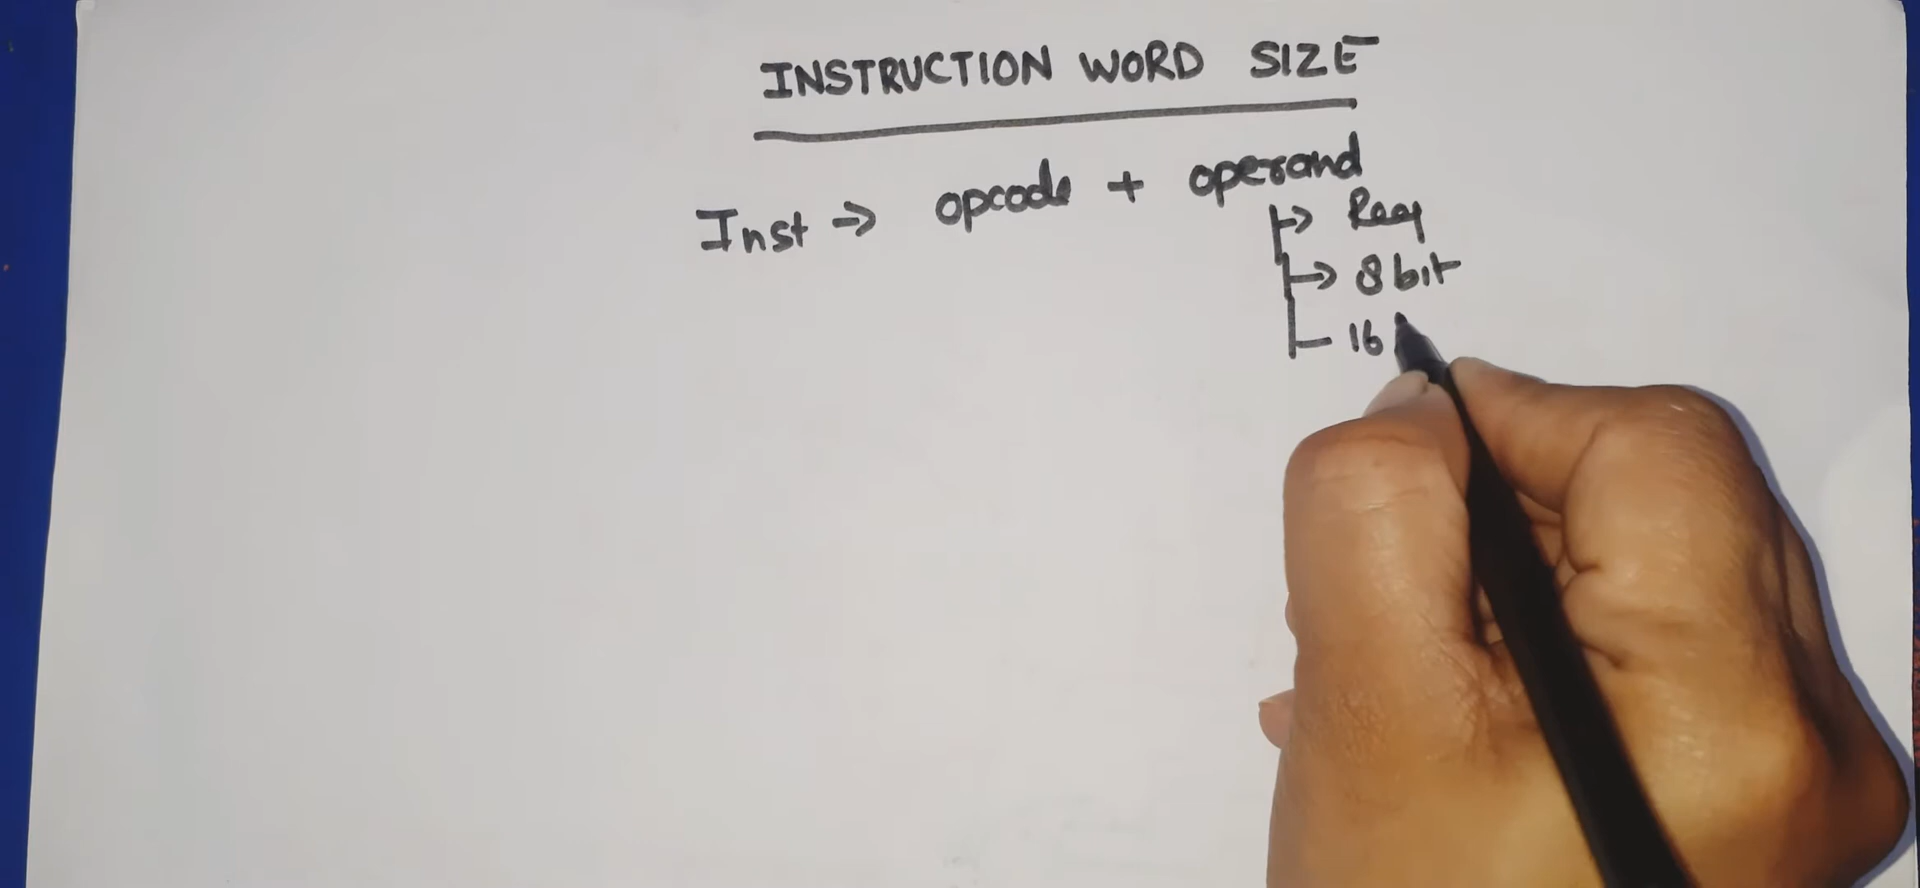 INSTRUCTION WORD SIZE
Inst → opcode + operand
→ Reg
→ 8 bit
16